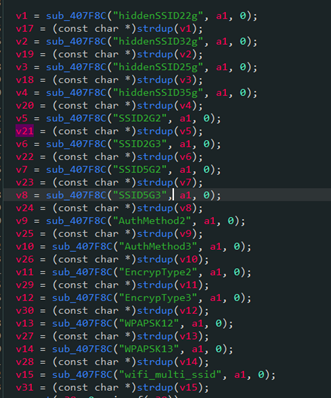 v1 = sub_407F8C("hiddenSSID22g", a1, 0);
v17 = (const char *)strdup(v1);
v2 = sub_407F8C("hiddenSSID32g", a1, 0);
v19 = (const char *)strdup(v2);
v3 = sub_407F8C("hiddenSSID25g", a1, 0);
v18 = (const char *)strdup(v3);
v4 = sub_407F8C("hiddenSSID35g", a1, 0);
v20 = (const char *)strdup(v4);
v5 = sub_407F8C("SSID2G2", a1, 0);
v21 = (const char *)strdup(v5);
v6 = sub_407F8C("SSID2G3", a1, 0);
v22 = (const char *)strdup(v6);
v7 = sub_407F8C("SSID5G2", a1, 0);
v23 = (const char *)strdup(v7);
v8 = sub_407F8C("SSID5G3", a1, 0);
v24 = (const char *)strdup(v8);
v9 = sub_407F8C("AuthMethod2", a1, 0);
v25 = (const char *)strdup(v9);
v10 = sub_407F8C("AuthMethod3", a1, 0);
v26 = (const char *)strdup(v10);
v11 = sub_407F8C("EncrypType2", a1, 0);
v29 = (const char *)strdup(v11);
v12 = sub_407F8C("EncrypType3", a1, 0);
v30 = (const char *)strdup(v12);
v13 = sub_407F8C("WPAPSK12", a1, 0);
v27 = (const char *)strdup(v13);
v14 = sub_407F8C("WPAPSK13", a1, 0);
v28 = (const char *)strdup(v14);
v15 = sub_407F8C("wifi_multi_ssid", a1, 0);
v31 = (const char *)strdup(v15);